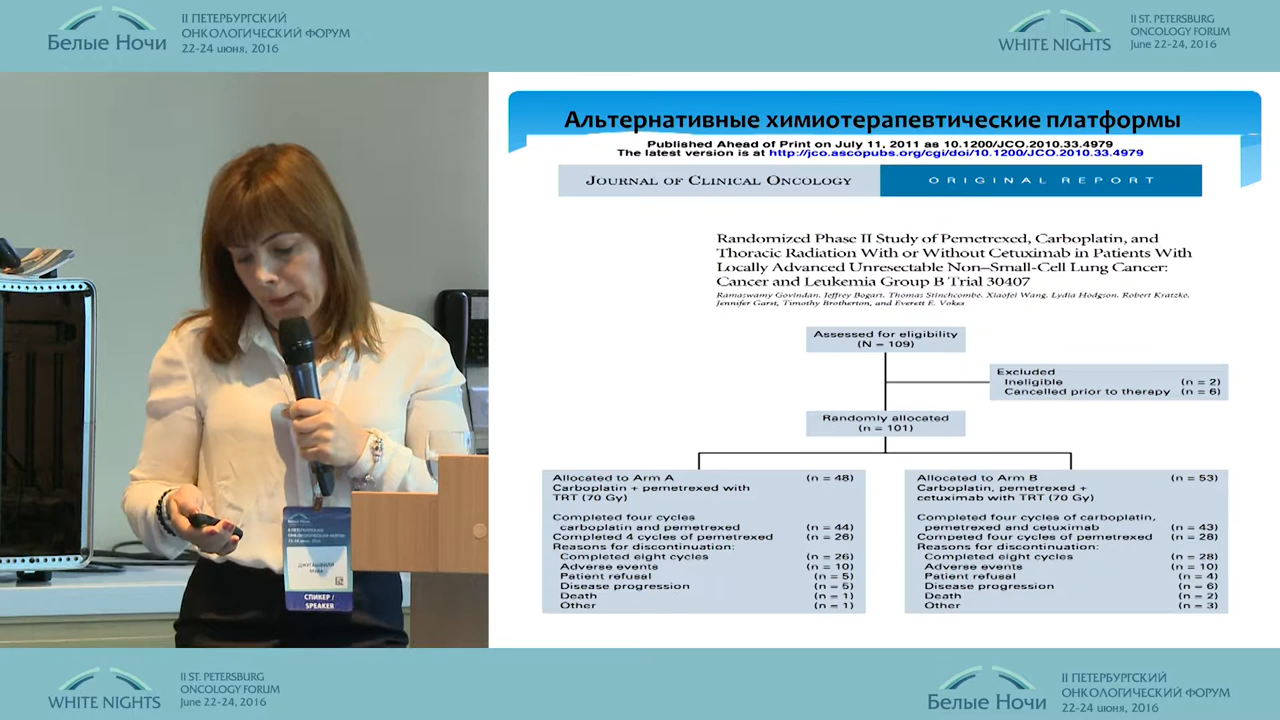 Белые Ночи
II ПЕТЕРБУРГСКИЙ
ОНКОЛОГИЧЕСКИЙ ФОРУМ
22-24 июня, 2016
WHITE NIGHTS
II ST. PETERSBURG
ONCOLOGY FORUM
June 22-24, 2016
Альтернативные химиотерапевтические платформы
Published Ahead of Print on July 11, 2011 as 10.1200/JCO.2010.33.4979
The latest version is at http://jco.ascopubs.org/cgi/doi/10.1200/JCO.2010.33.4979
JOURNAL OF CLINICAL ONCOLOGY
ORIGINAL REPORT
Randomized Phase II Study of Pemetrexed, Carboplatin, and
Thoracic Radiation With or Without Cetuximab in Patients With
Locally Advanced Unresectable Non–Small-Cell Lung Cancer:
Cancer and Leukemia Group B Trial 30407
Ramaswamy Govindan, Jeffrey Bogart, Thomas Stinchcombe, Xiaofei Wang, Lydia Hodgson, Robert Kratzke,
Jennifer Garst, Timothy Brotherton, and Everett E. Vokes
Assessed for eligibility
(N = 109)
Excluded
Ineligible (n = 2)
Cancelled prior to therapy (n = 6)
Randomly allocated
(n = 101)
Allocated to Arm A (n = 48)
Carboplatin + pemetrexed with
TRT (70 Gy)
Completed four cycles
carboplatin and pemetrexed (n = 44)
Completed 4 cycles of pemetrexed (n = 26)
Reasons for discontinuation:
Completed eight cycles (n = 26)
Adverse events (n = 10)
Patient refusal (n = 5)
Disease progression (n = 5)
Death (n = 1)
Other (n = 1)
Allocated to Arm B (n = 53)
Carboplatin, pemetrexed +
cetuximab with TRT (70 Gy)
Completed four cycles of carboplatin,
pemetrexed and cetuximab (n = 43)
Competed four cycles of pemetrexed (n = 28)
Reasons for discontinuation:
Completed eight cycles (n = 28)
Adverse events (n = 10)
Patient refusal (n = 4)
Disease progression (n = 6)
Death (n = 2)
Other (n = 3)
II ПЕТЕРБУРГСКИЙ
ОНКОЛОГИЧЕСКИЙ ФОРУМ
ДЖУГАШВИЛИ
Мака
СПИКЕР /
SPEAKER
WHITE NIGHTS
II ST. PETERSBURG
ONCOLOGY FORUM
June 22-24, 2016
Белые Ночи
II ПЕТЕРБУРГСКИЙ
ОНКОЛОГИЧЕСКИЙ ФОРУМ
22-24 июня, 2016